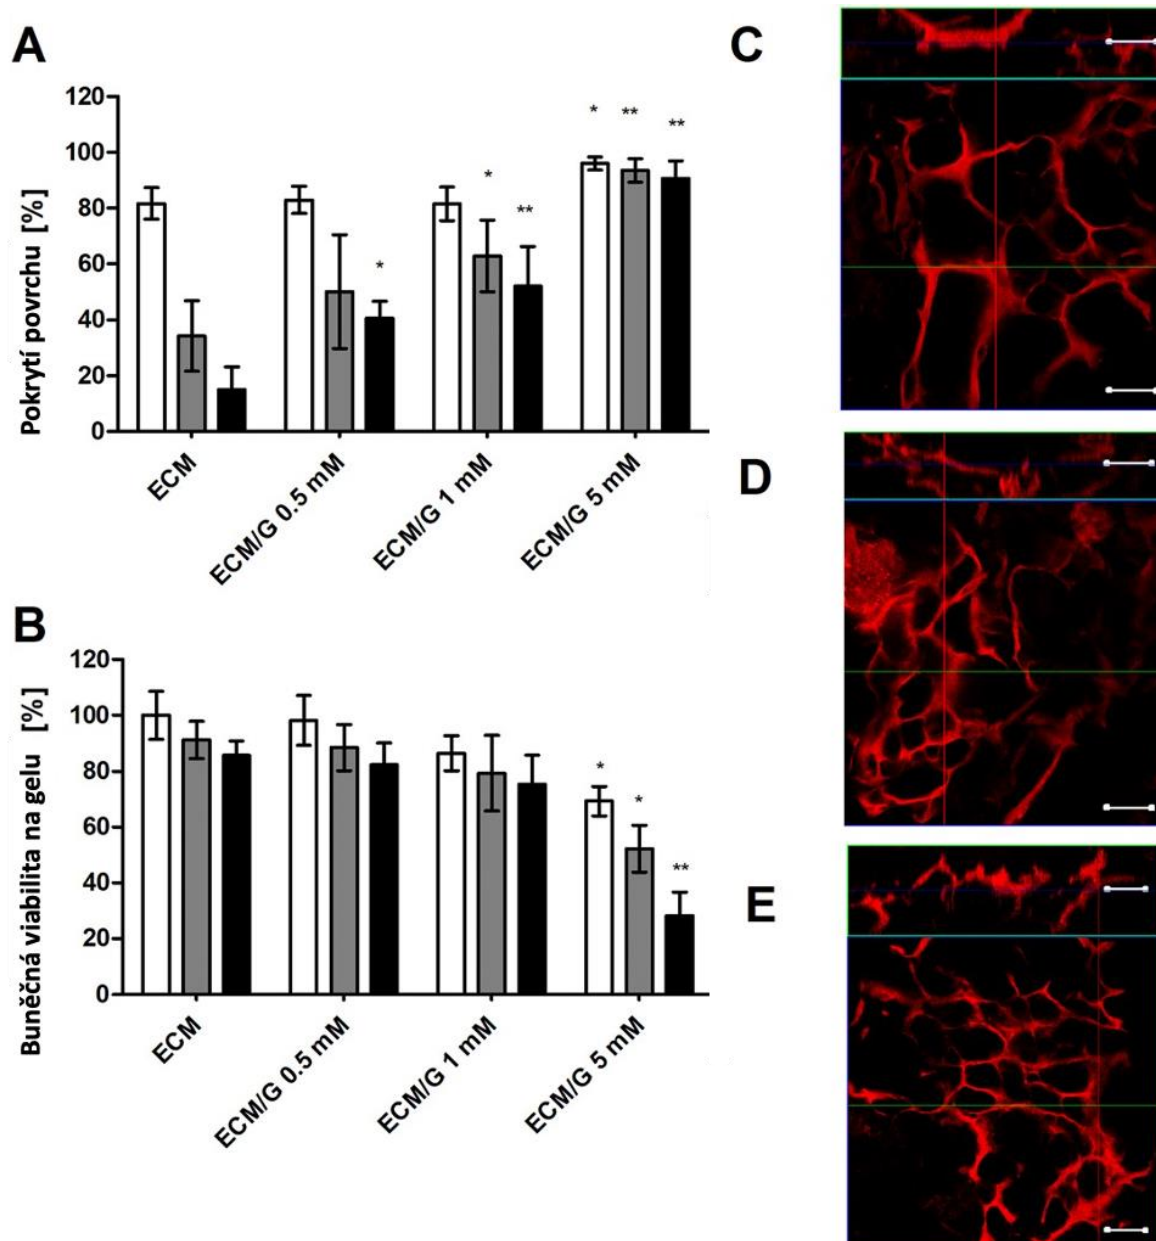 A
Pokrytí povrchu [%]
120
100
80
60
40
20
0
* ** **
* **
*
ECM
ECM/G 0.5 mM
ECM/G 1 mM
ECM/G 5 mM
B
Buněčná viabilita na gelu [%]
120
100
80
60
40
20
0
* * **
ECM
ECM/G 0.5 mM
ECM/G 1 mM
ECM/G 5 mM
C
D
E